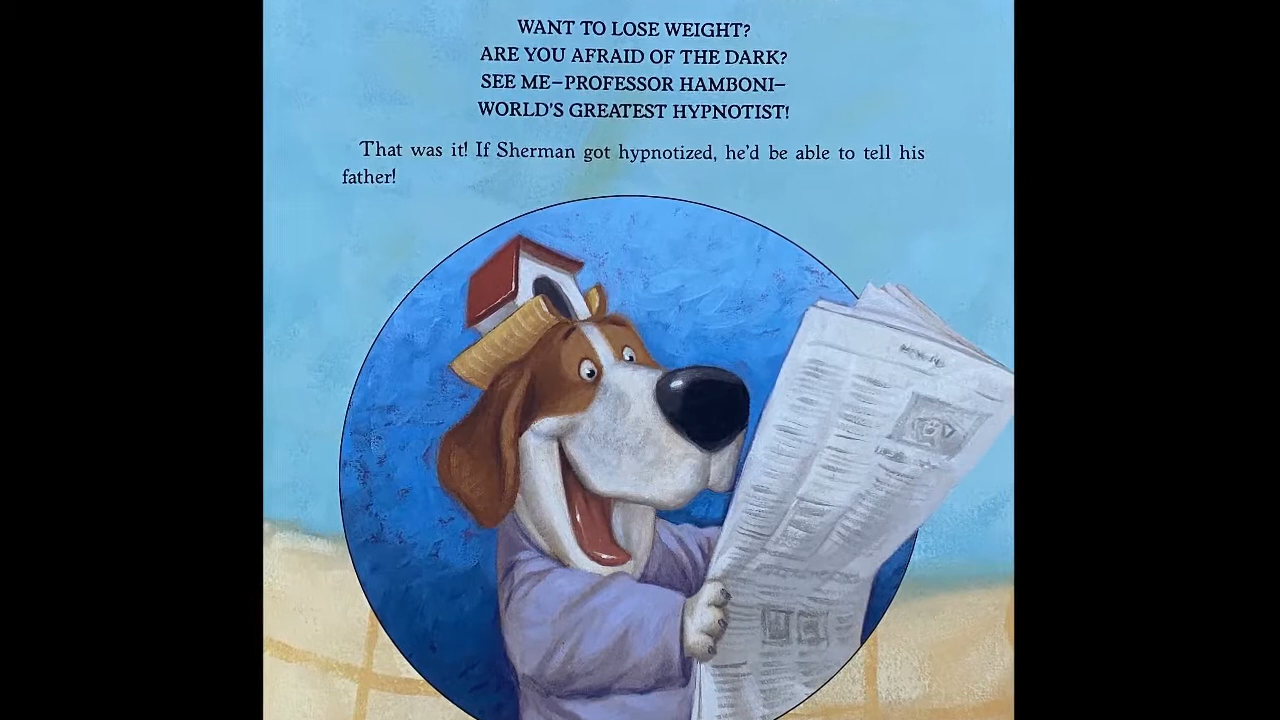 WANT TO LOSE WEIGHT?
ARE YOU AFRAID OF THE DARK?
SEE ME–PROFESSOR HAMBONI–
WORLD'S GREATEST HYPNOTIST!
That was it! If Sherman got hypnotized, he'd be able to tell his
father!